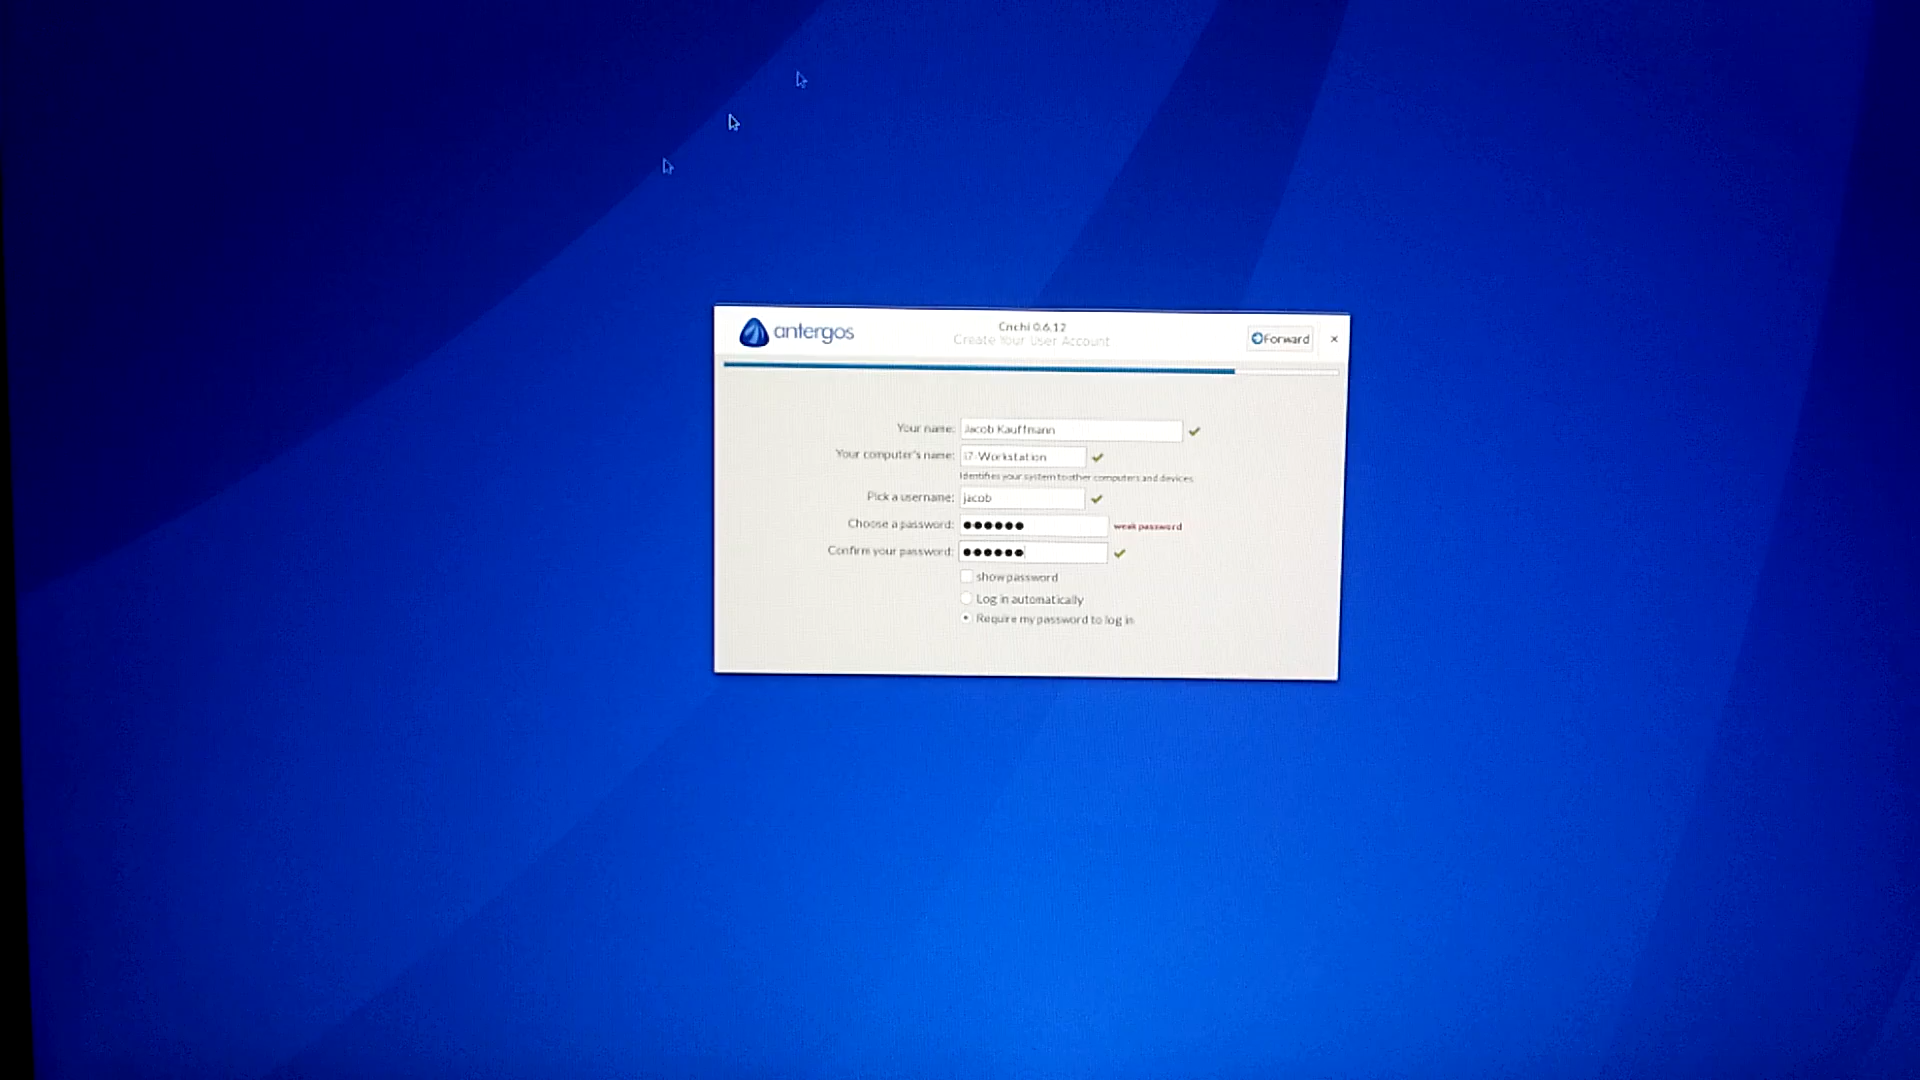 antergos
Cnchi 0.6.12
Create Your User Account
Forward
Your name: Jacob Kauffmann
Your computer's name: i7-Workstation
Identifies your system to other computers and devices
Pick a username: jacob
Choose a password: ●●●●●● weak password
Confirm your password: ●●●●●●
show password
Log in automatically
Require my password to log in